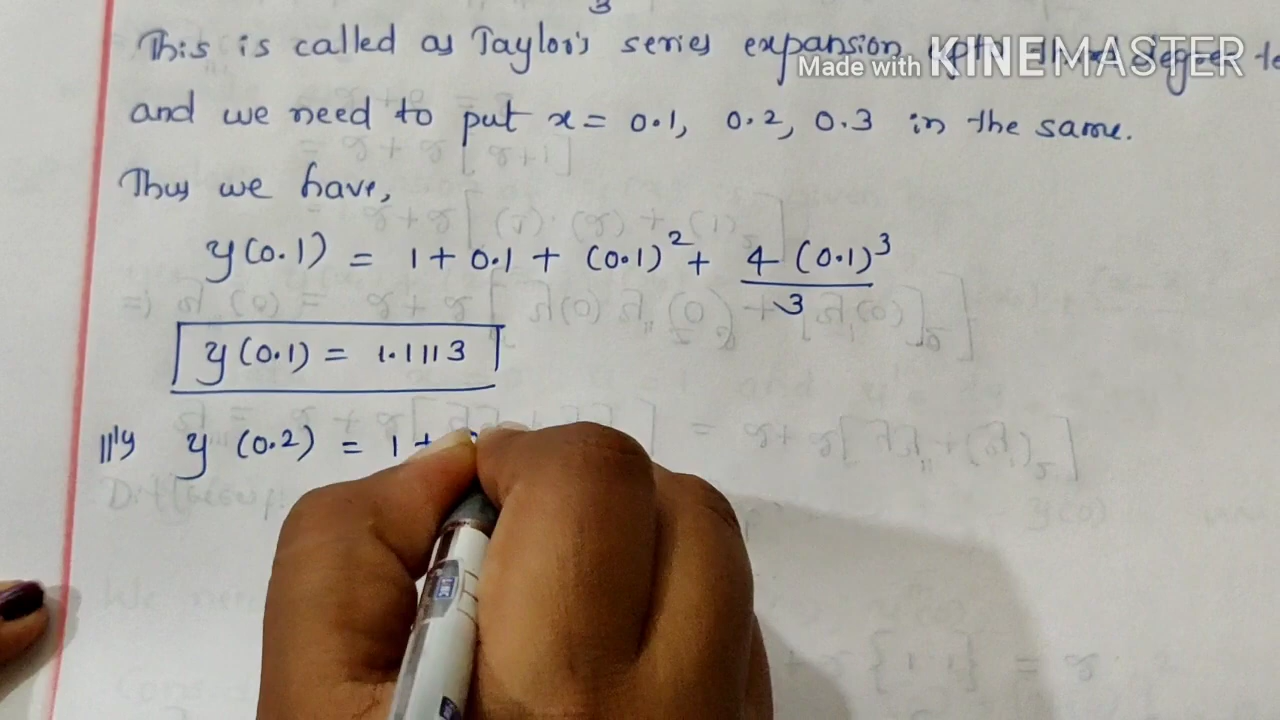 3
This is called as Taylor's series expansion
Made with KINEMASTER
and we need to put x = 0.1, 0.2, 0.3 in the same.
Thus we have,
y(0.1) = 1 + 0.1 + (0.1)² + 4 (0.1)³ / 3
y(0.1) = 1.1113
|||ly y (0.2) = 1 +